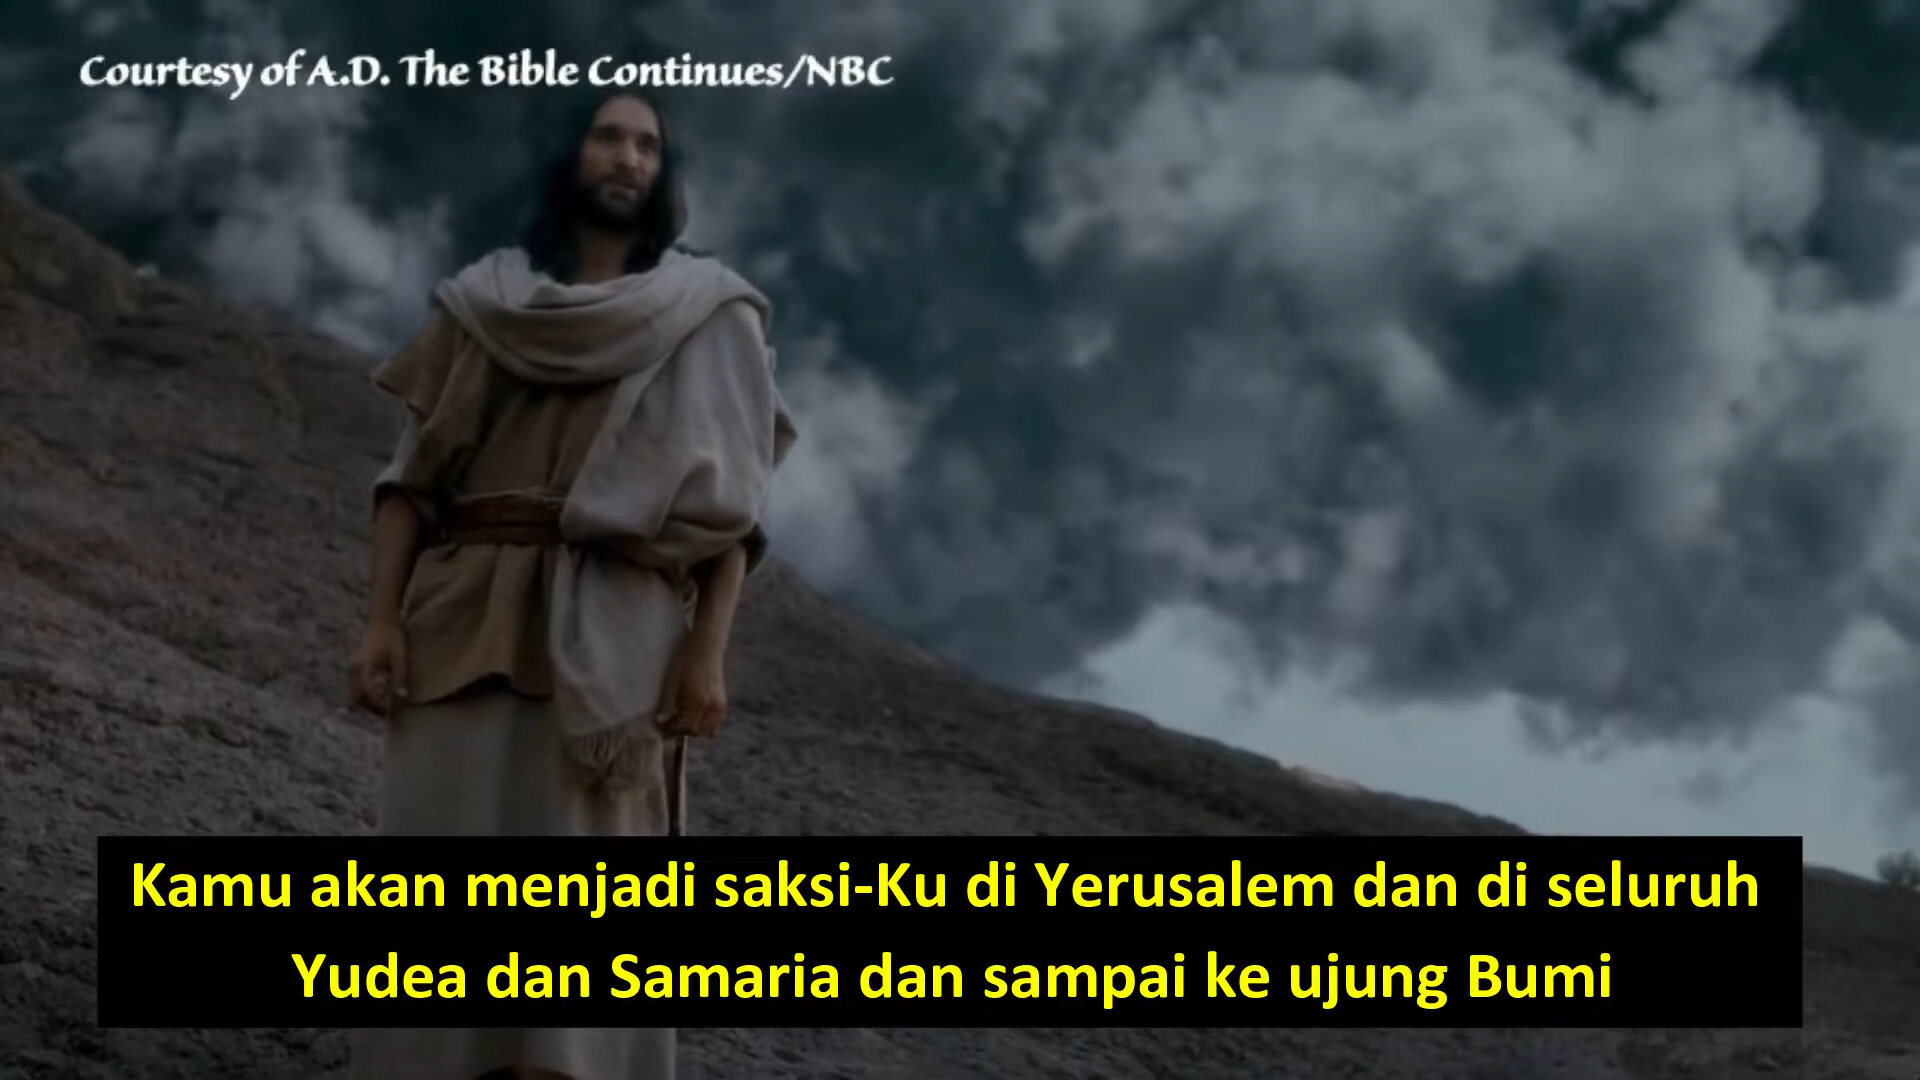 Courtesy of A.D. The Bible Continues/NBC
Kamu akan menjadi saksi-Ku di Yerusalem dan di seluruh
Yudea dan Samaria dan sampai ke ujung Bumi